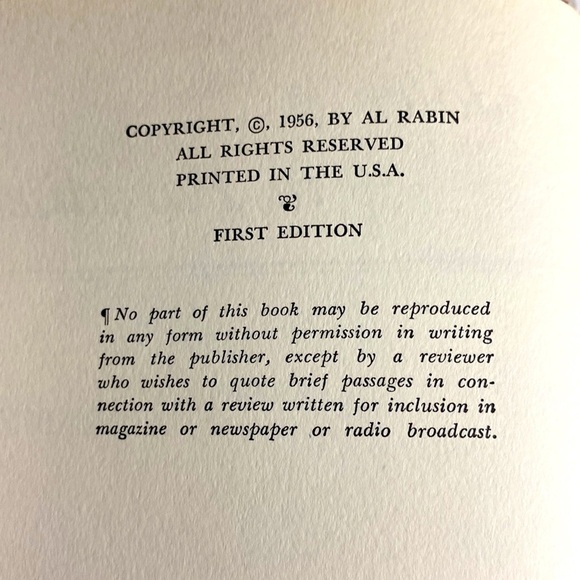 COPYRIGHT, ©, 1956, BY AL RABIN
ALL RIGHTS RESERVED
PRINTED IN THE U.S.A.
FIRST EDITION
¶ No part of this book may be reproduced
in any form without permission in writing
from the publisher, except by a reviewer
who wishes to quote brief passages in con-
nection with a review written for inclusion in
magazine or newspaper or radio broadcast.